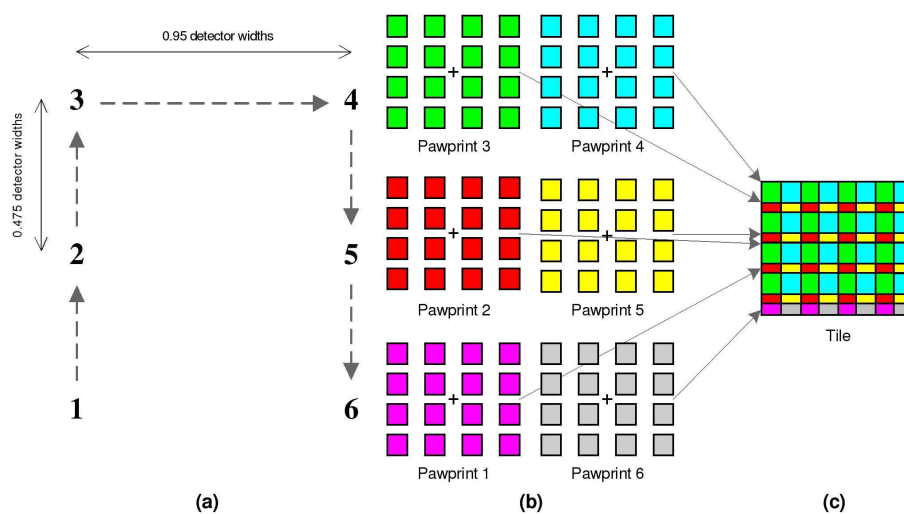 0.95 detector widths
0.475 detector widths
3
4
2
5
1
6
Pawprint 3
Pawprint 4
Pawprint 2
Pawprint 5
Pawprint 1
Pawprint 6
Tile
(a)
(b)
(c)